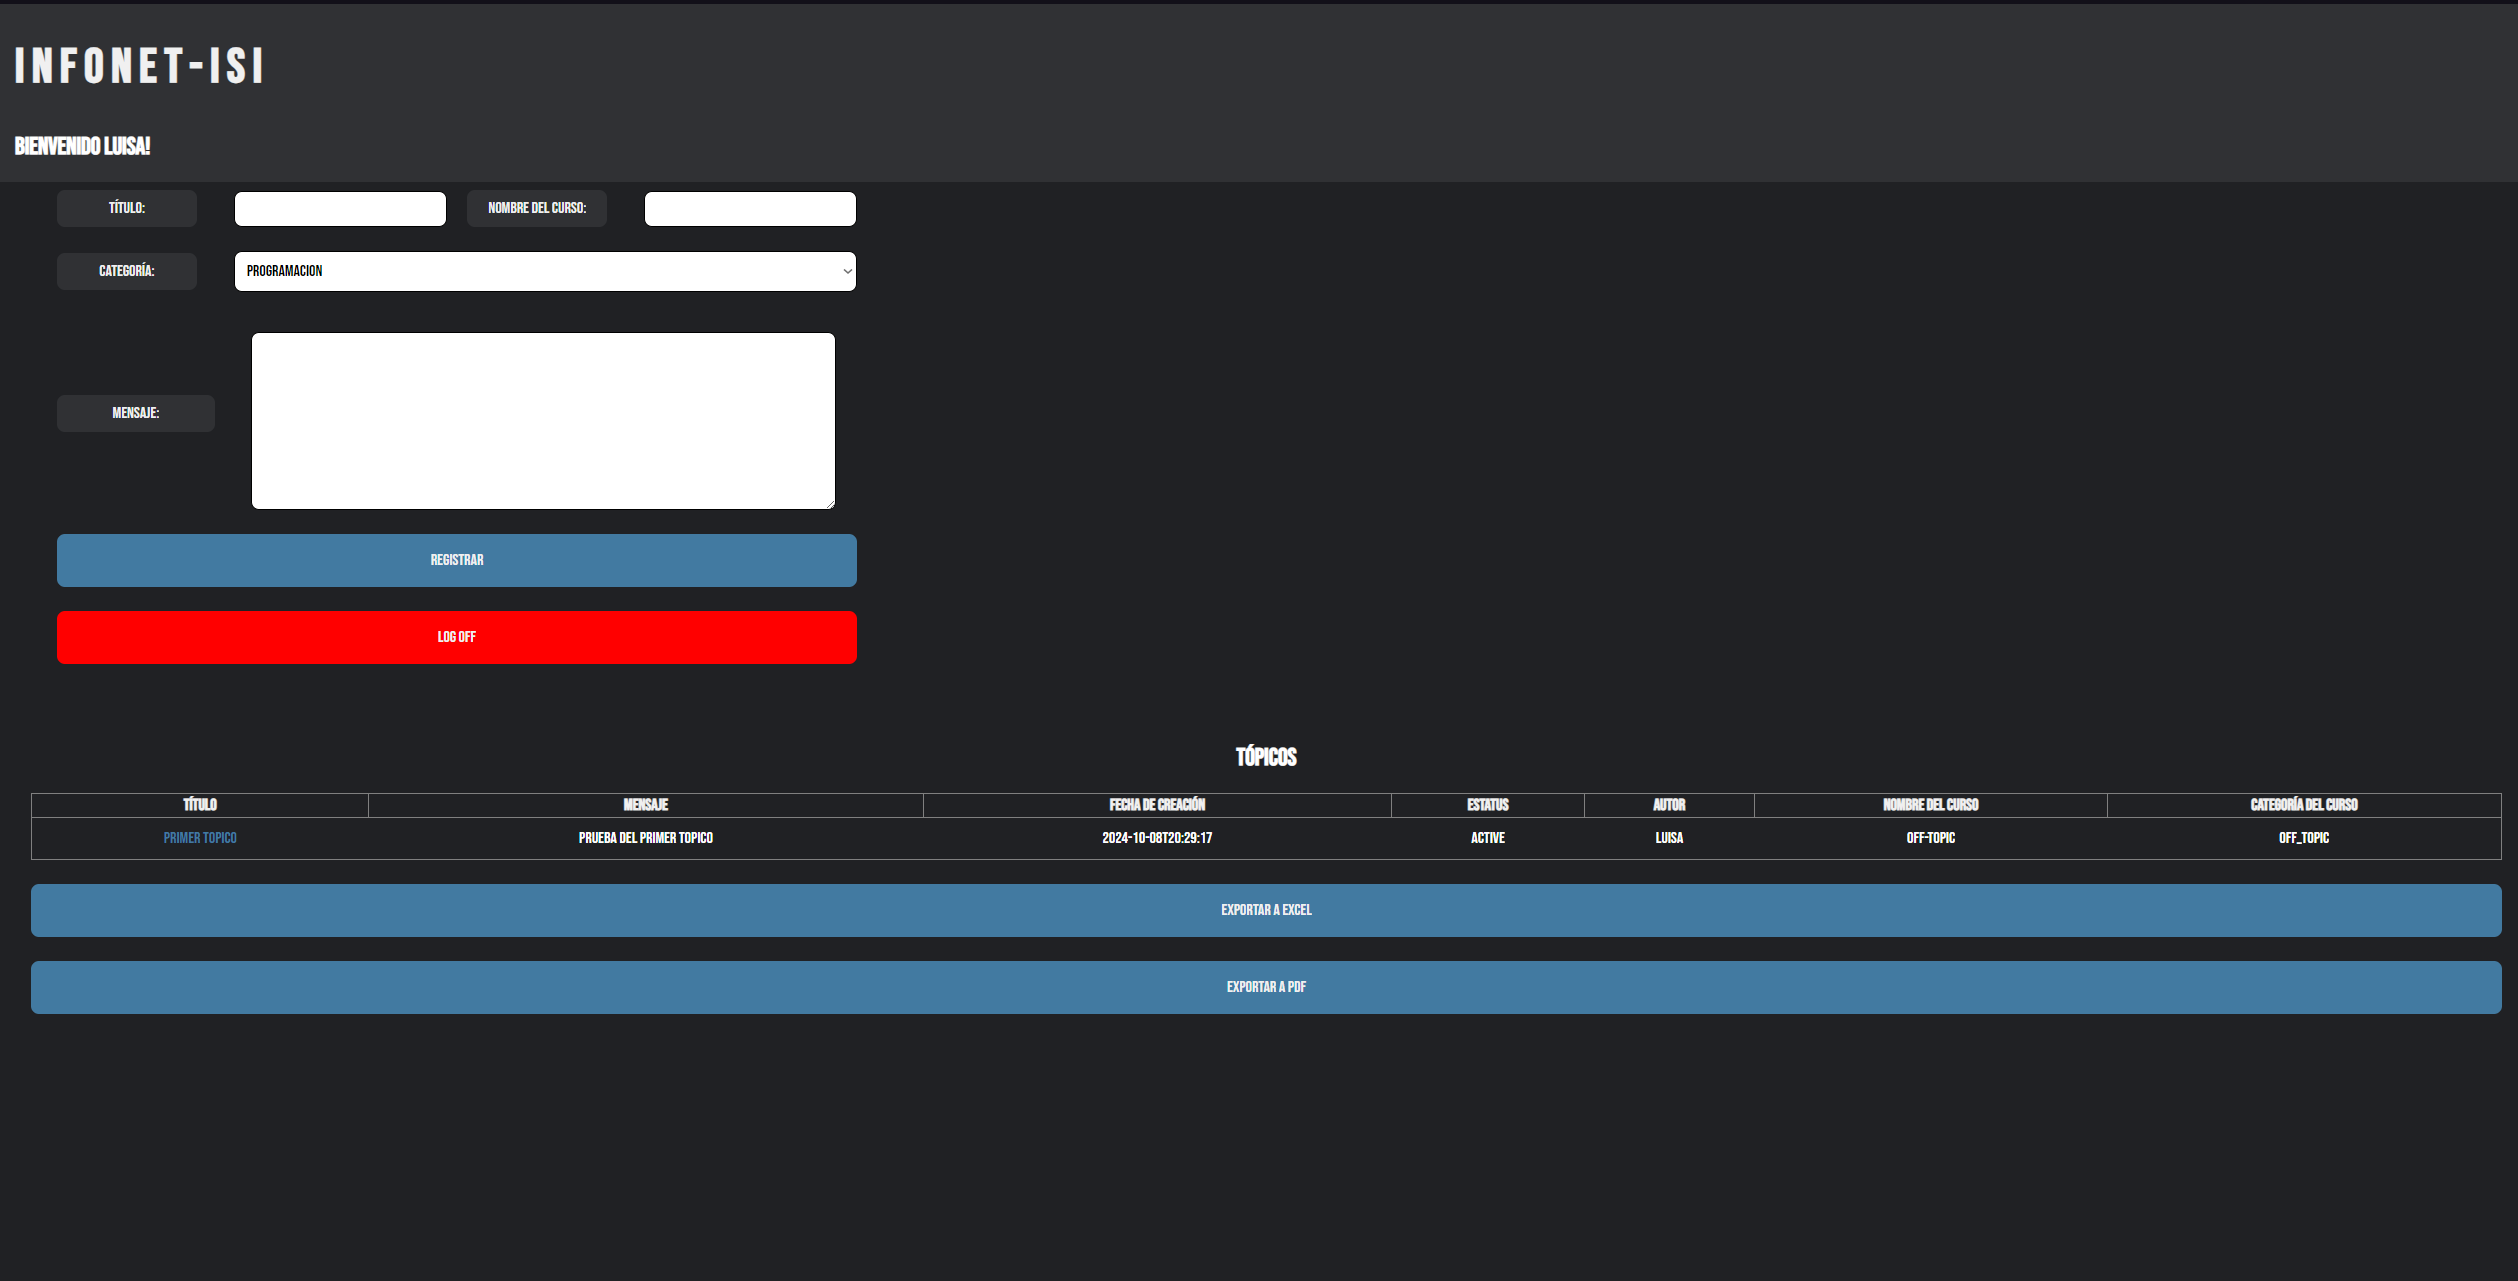 INFONET-ISI
BIENVENIDO LUISA!
TÍTULO: NOMBRE DEL CURSO:
CATEGORÍA: PROGRAMACION
MENSAJE:
REGISTRAR
LOG OFF
TÓPICOS
TÍTULO MENSAJE FECHA DE CREACIÓN ESTATUS AUTOR NOMBRE DEL CURSO CATEGORÍA DEL CURSO
PRIMER TOPICO PRUEBA DEL PRIMER TOPICO 2024-10-08T20:29:17 ACTIVE LUISA OFF-TOPIC OFF_TOPIC
EXPORTAR A EXCEL
EXPORTAR A PDF